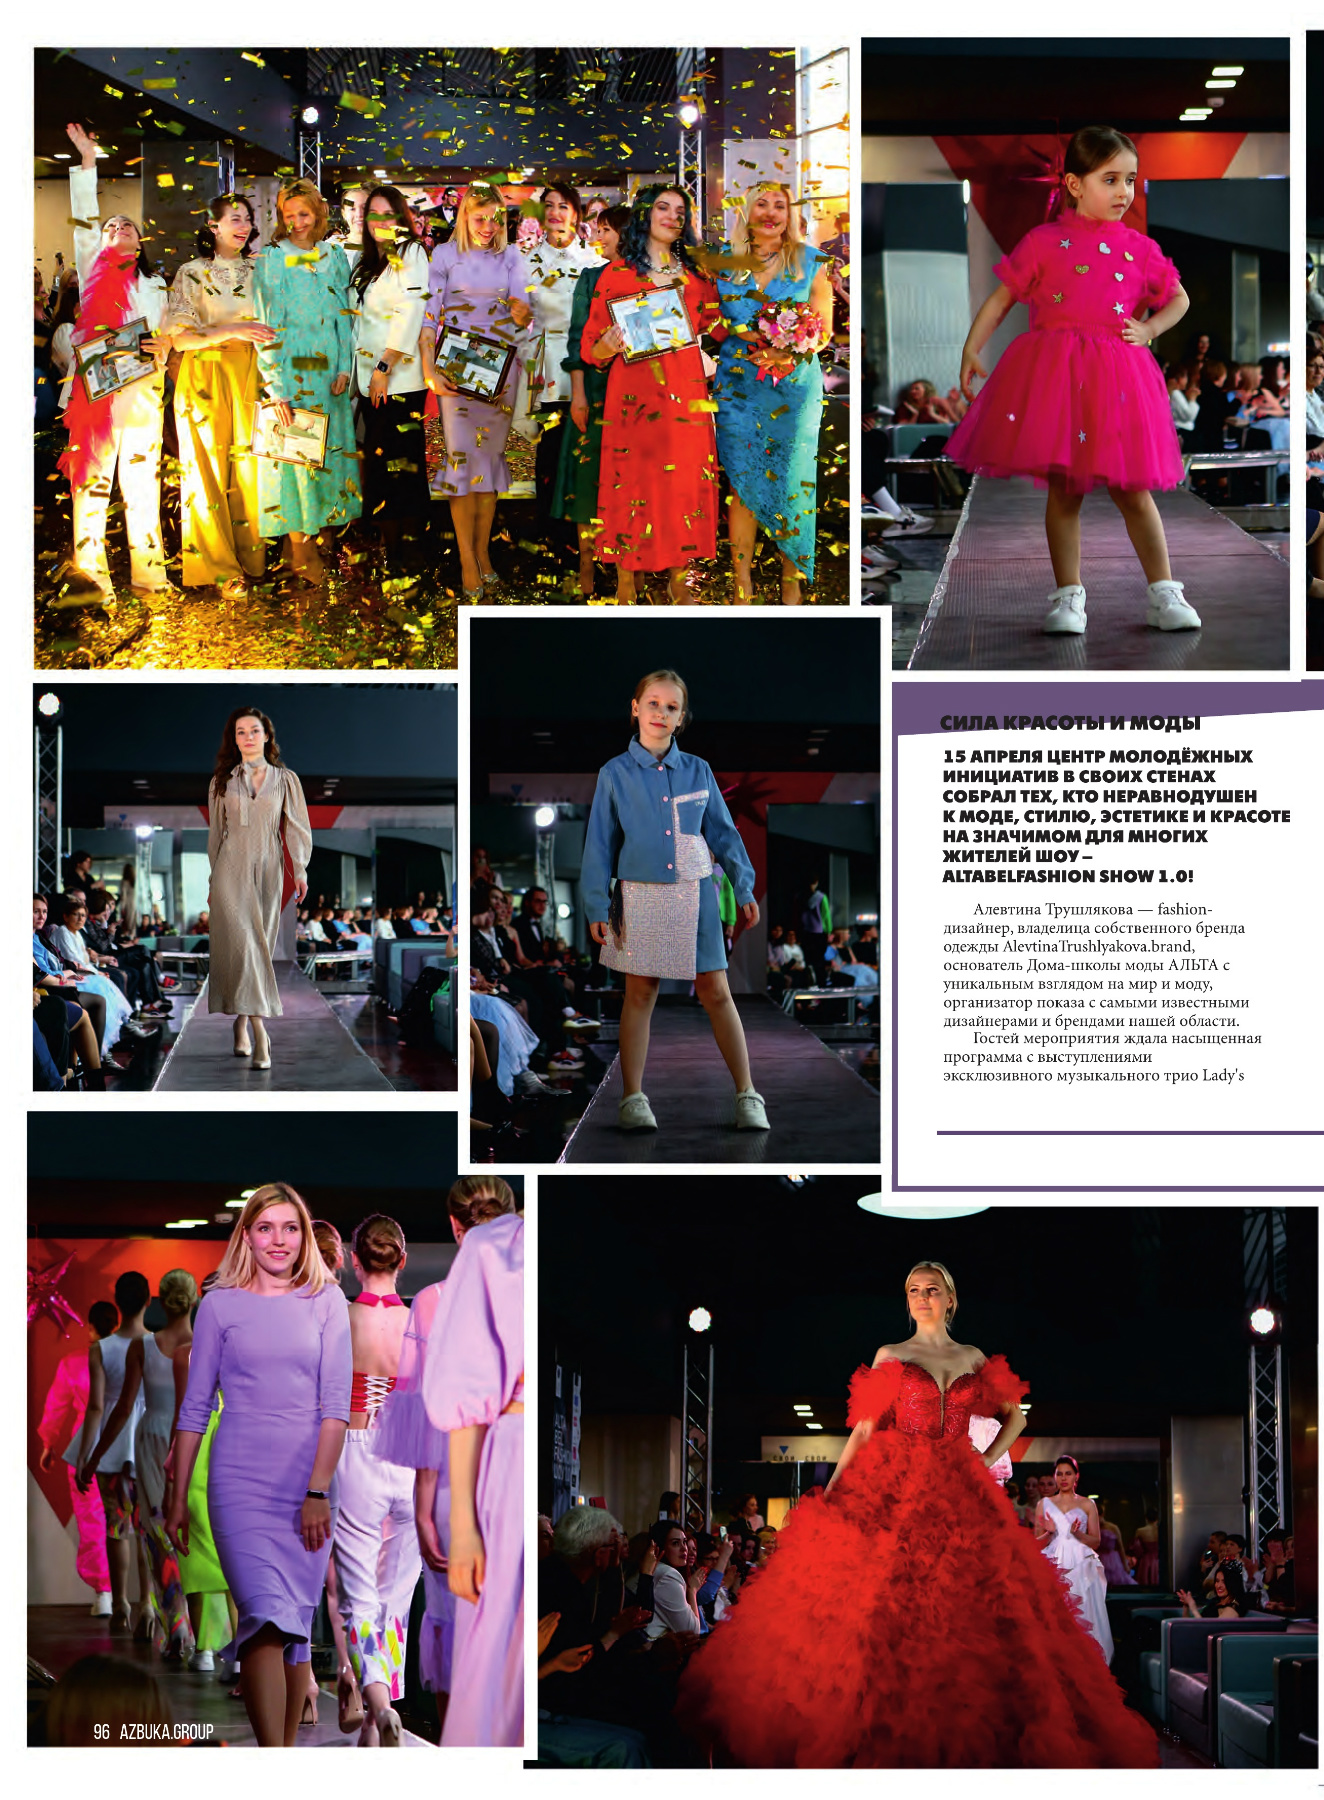 СИЛА КРАСОТЫ И МОДЫ
15 АПРЕЛЯ ЦЕНТР МОЛОДЁЖНЫХ
ИНИЦИАТИВ В СВОИХ СТЕНАХ
СОБРАЛ ТЕХ, КТО НЕРАВНОДУШЕН
К МОДЕ, СТИЛЮ, ЭСТЕТИКЕ И КРАСОТЕ
НА ЗНАЧИМОМ ДЛЯ МНОГИХ
ЖИТЕЛЕЙ ШОУ –
ALTABELFASHION SHOW 1.0!
Алевтина Трушлякова — fashion-
дизайнер, владелица собственного бренда
одежды AlevtinaTrushlyakova.brand,
основатель Дома-школы моды АЛЬТА с
уникальным взглядом на мир и моду,
организатор показа с самыми известными
дизайнерами и брендами нашей области.
Гостей мероприятия ждала насыщенная
программа с выступлениями
эксклюзивного музыкального трио Lady's
96 AZBUKA.GROUP